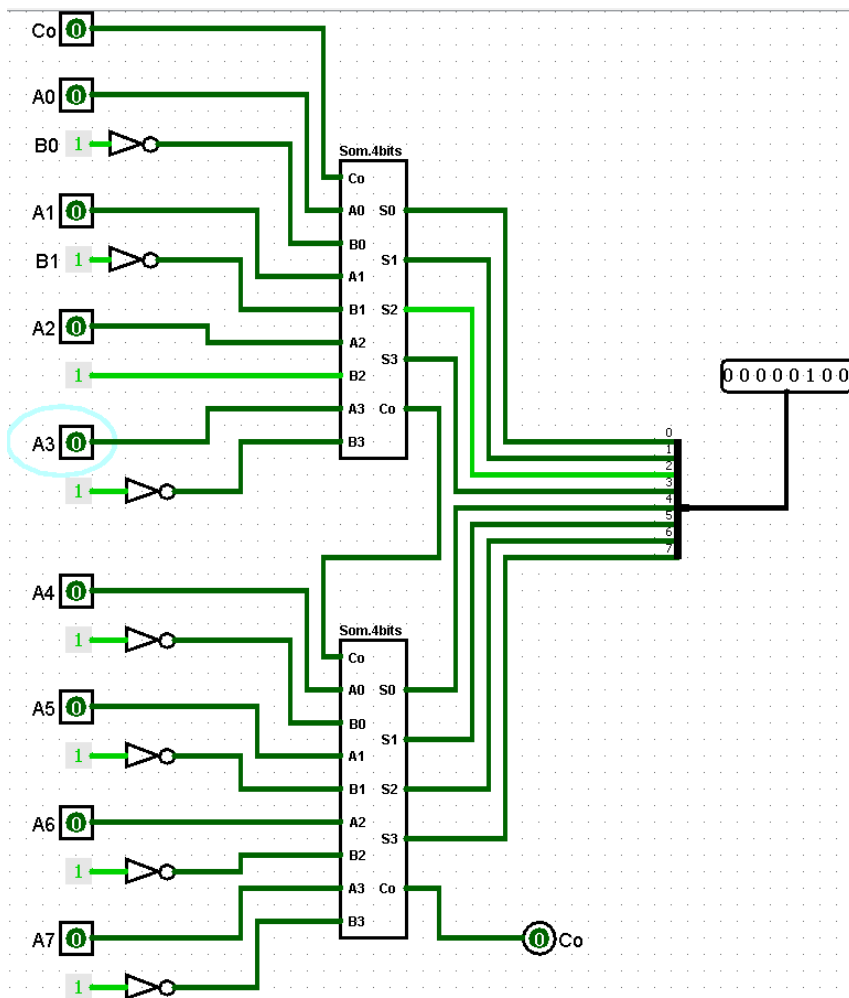 Co 0
A0 0
B0 1
A1 0
B1 1
A2 0
1
A3 0
1
Som.4bits
Co
A0 S0
B0
A1 S1
B1 S2
A2
B2 S3
A3 Co
B3
0 0 0 0 0 1 0 0
0
1
2
3
4
5
6
7
A4 0
1
A5 0
1
A6 0
1
A7 0
1
Som.4bits
Co
A0 S0
B0
A1 S1
B1 S2
A2
B2 S3
A3 Co
B3
0 Co